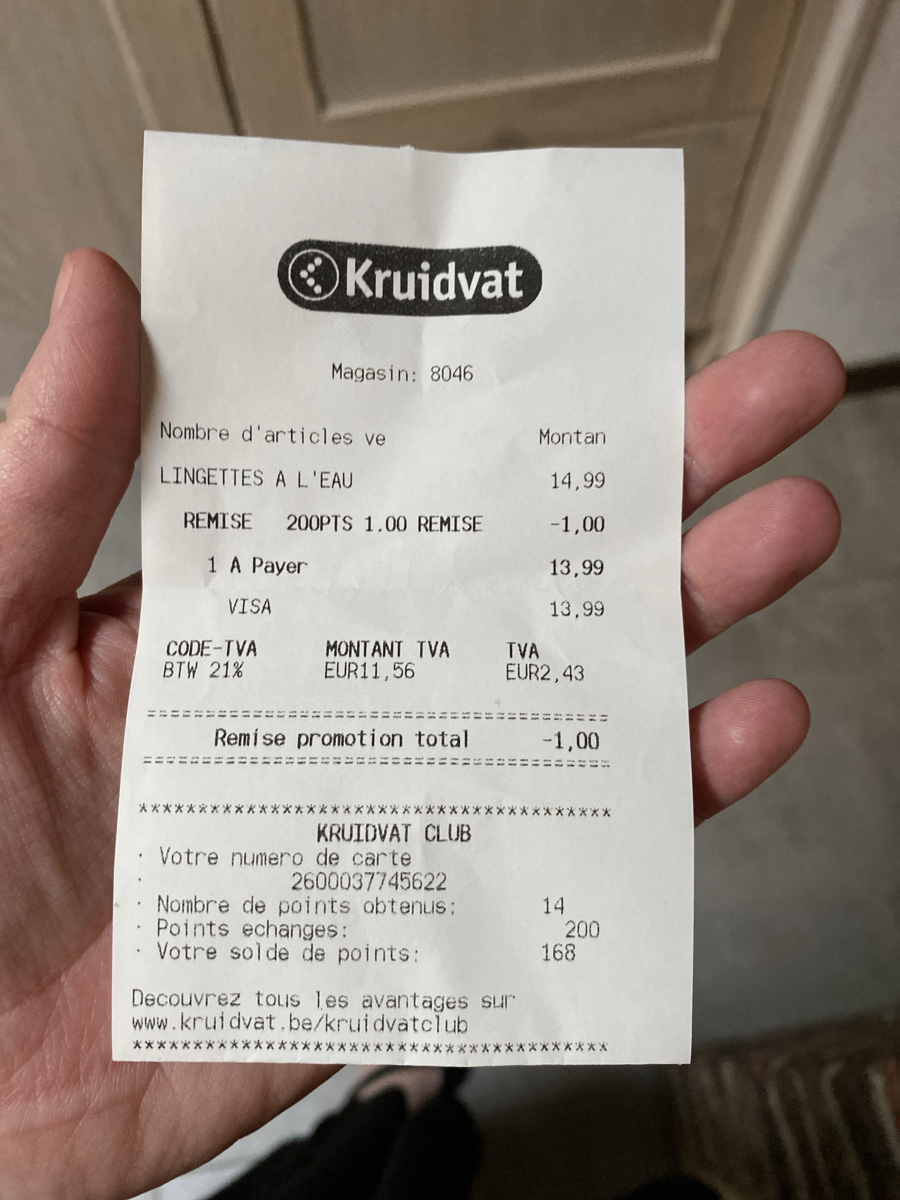 Kruidvat
Magasin: 8046
Nombre d'articles ve Montan
LINGETTES A L'EAU 14,99
REMISE 200PTS 1.00 REMISE -1,00
1 A Payer 13,99
VISA 13,99
CODE-TVA MONTANT TVA TVA
BTW 21% EUR11,56 EUR2,43
=======================================
Remise promotion total -1,00
=======================================
***************************************
KRUIDVAT CLUB
· Votre numero de carte
· 2600037745622
· Nombre de points obtenus: 14
· Points echanges: 200
· Votre solde de points: 168
Decouvrez tous les avantages sur
www.kruidvat.be/kruidvatclub
***************************************